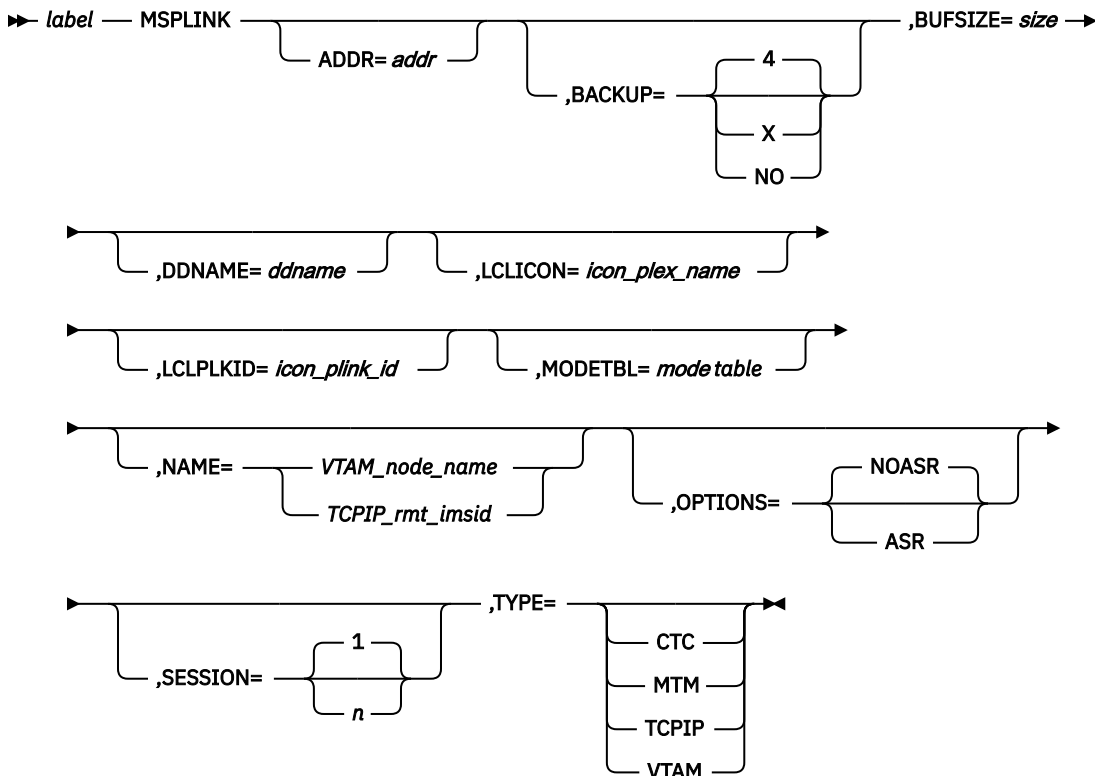 label MSPLINK
ADDR= addr
,BACKUP=
4
X
NO
,BUFSIZE= size
,DDNAME= ddname
,LCLICON= icon_plex_name
,LCLPLKID= icon_plink_id
,MODETBL= mode table
,NAME=
VTAM_node_name
TCPIP_rmt_imsid
,OPTIONS=
NOASR
ASR
,SESSION=
1
n
,TYPE=
CTC
MTM
TCPIP
VTAM